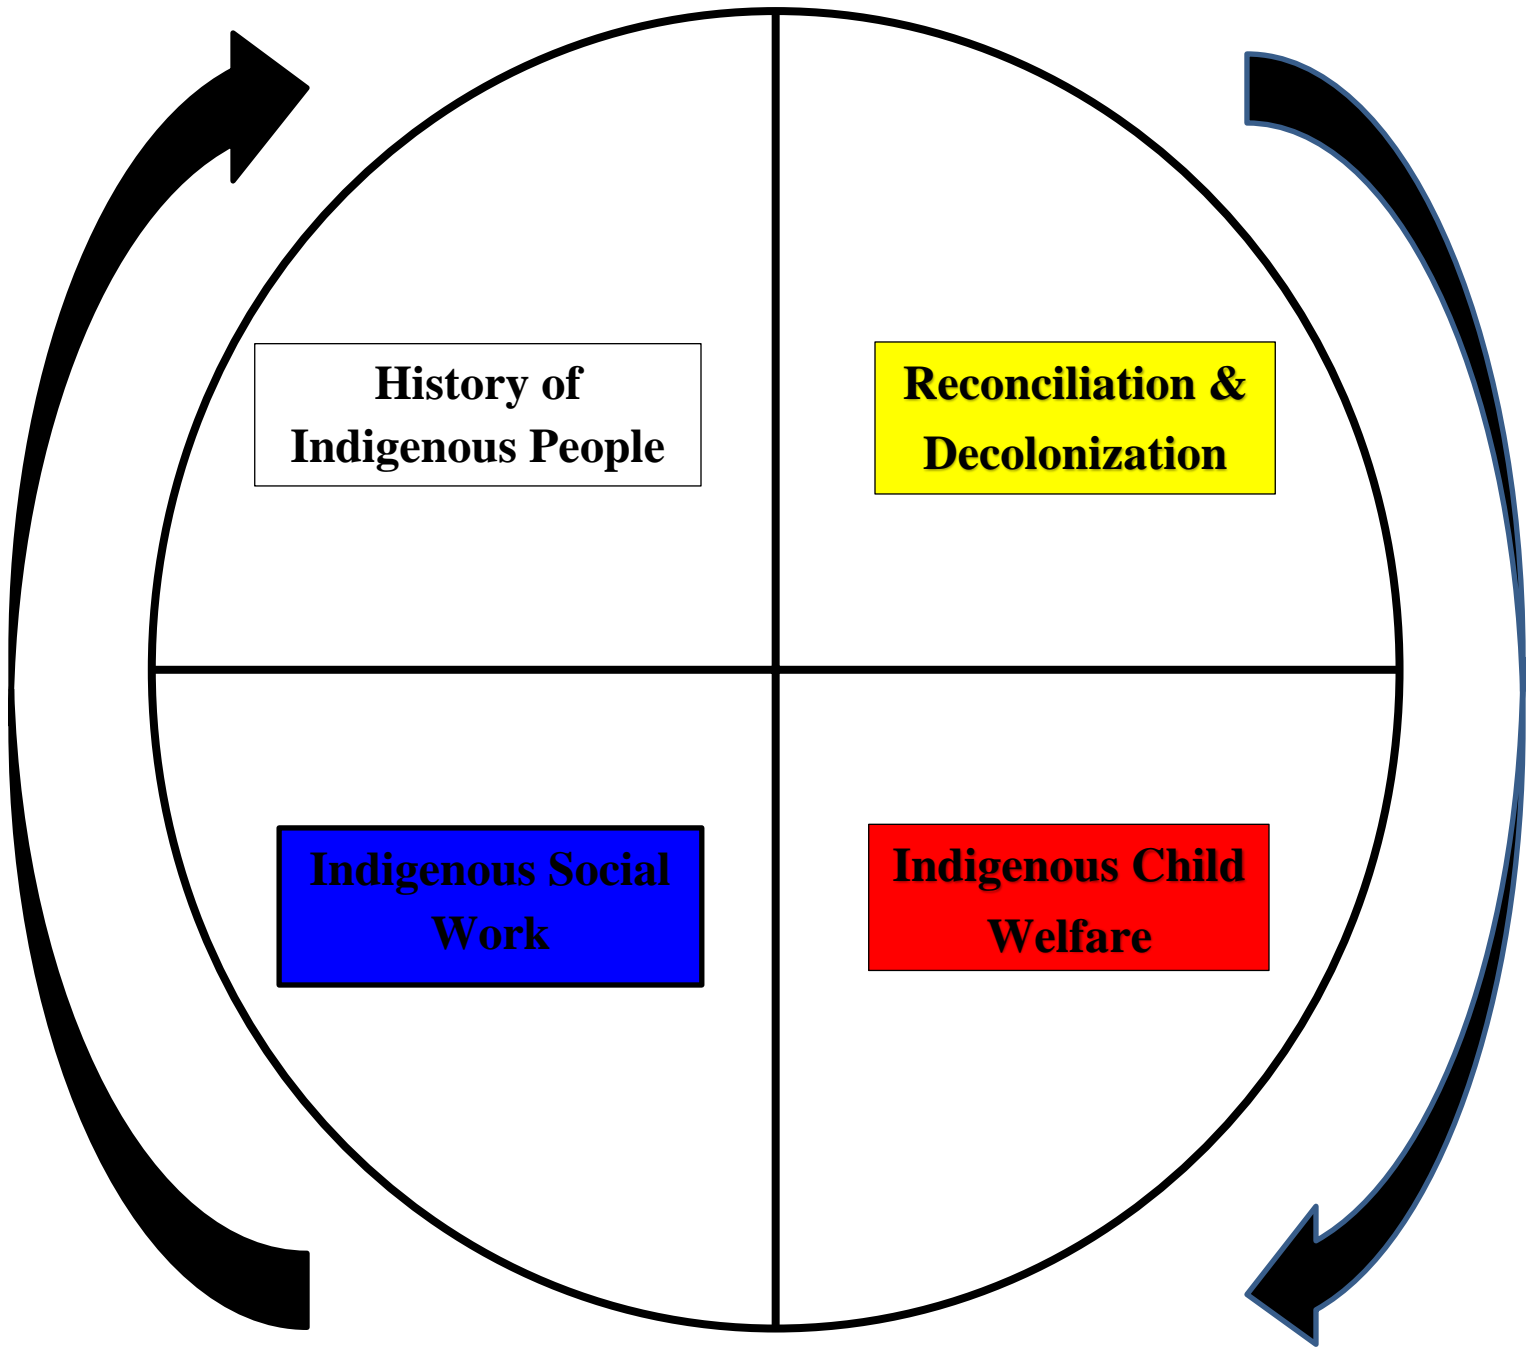 History of
Indigenous People
Reconciliation &
Decolonization
Indigenous Social
Work
Indigenous Child
Welfare